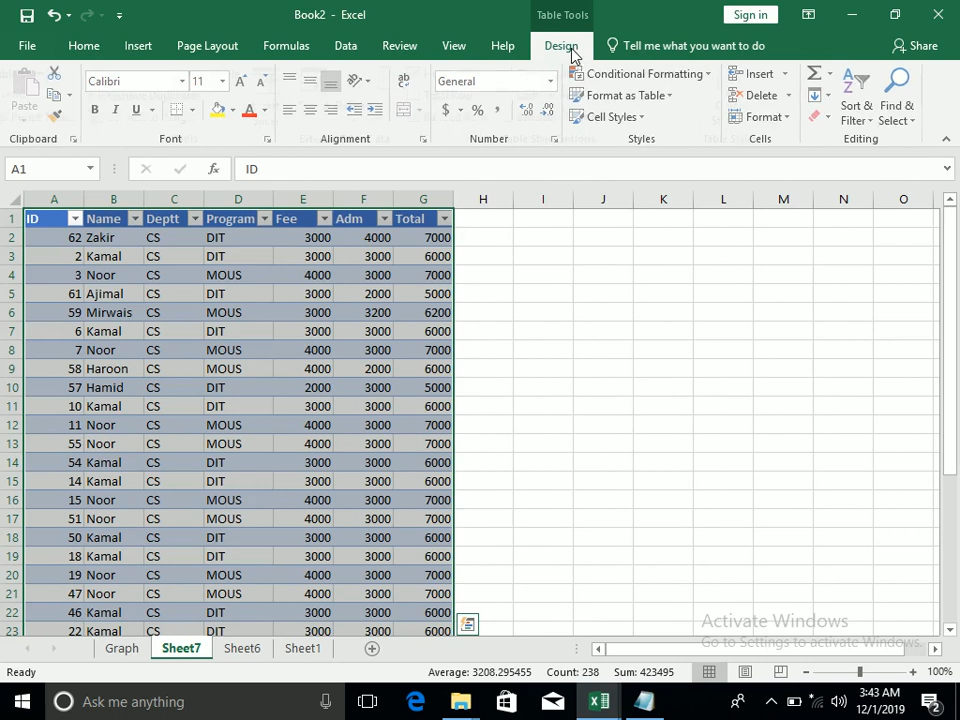 Book2 - Excel
Table Tools
Sign in
File Home Insert Page Layout Formulas Data Review View Help Design Tell me what you want to do Share
Paste
Calibri 11
General
Conditional Formatting
Format as Table
Cell Styles
Insert
Delete
Format
Sort & Filter
Find & Select
B I U A
$ %
Clipboard Font Alignment Number Styles Cells Editing
A1 fx ID
A B C D E F G H I J K L M N O
1 ID Name Deptt Program Fee Adm Total
2 62 Zakir CS DIT 3000 4000 7000
3 2 Kamal CS DIT 3000 3000 6000
4 3 Noor CS MOUS 4000 3000 7000
5 61 Ajimal CS DIT 3000 2000 5000
6 59 Mirwais CS MOUS 3000 3200 6200
7 6 Kamal CS DIT 3000 3000 6000
8 7 Noor CS MOUS 4000 3000 7000
9 58 Haroon CS MOUS 4000 2000 6000
10 57 Hamid CS DIT 2000 3000 5000
11 10 Kamal CS DIT 3000 3000 6000
12 11 Noor CS MOUS 4000 3000 7000
13 55 Noor CS MOUS 4000 3000 7000
14 54 Kamal CS DIT 3000 3000 6000
15 14 Kamal CS DIT 3000 3000 6000
16 15 Noor CS MOUS 4000 3000 7000
17 51 Noor CS MOUS 4000 3000 7000
18 50 Kamal CS DIT 3000 3000 6000
19 18 Kamal CS DIT 3000 3000 6000
20 19 Noor CS MOUS 4000 3000 7000
21 47 Noor CS MOUS 4000 3000 7000
22 46 Kamal CS DIT 3000 3000 6000
23 22 Kamal CS DIT 3000 3000 6000
Activate Windows
Go to Settings to activate Windows.
Graph Sheet7 Sheet6 Sheet1
Ready Average: 3208.295455 Count: 238 Sum: 423495 100%
Ask me anything
3:43 AM
12/1/2019
2